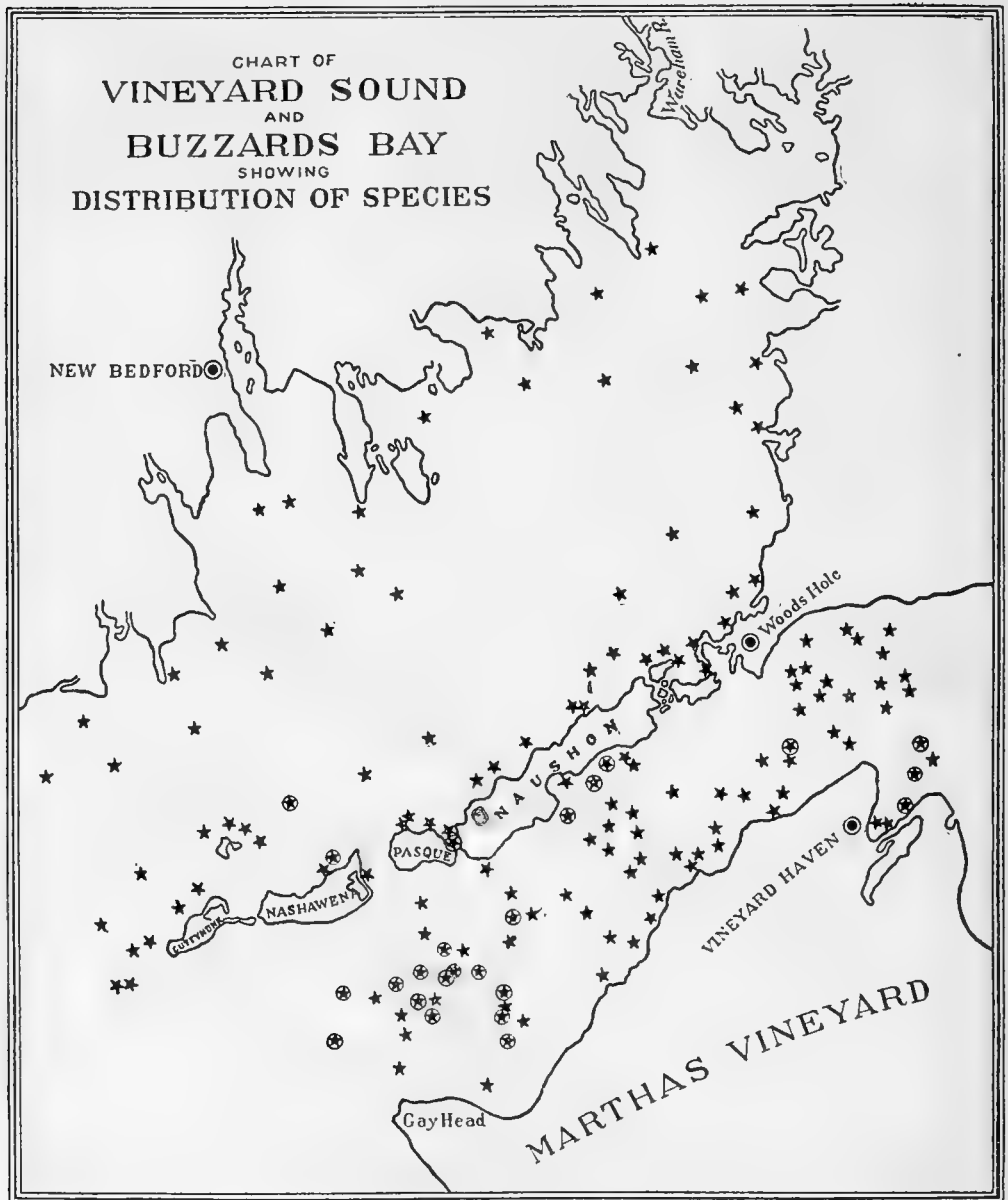 CHART OF
VINEYARD SOUND
AND
BUZZARDS BAY
SHOWING
DISTRIBUTION OF SPECIES
Wareham R.
NEW BEDFORD
Woods Hole
NAUSHON
PASQUE
NASHAWENA
CUTTYHUNK
VINEYARD HAVEN
MARTHAS VINEYARD
Gay Head